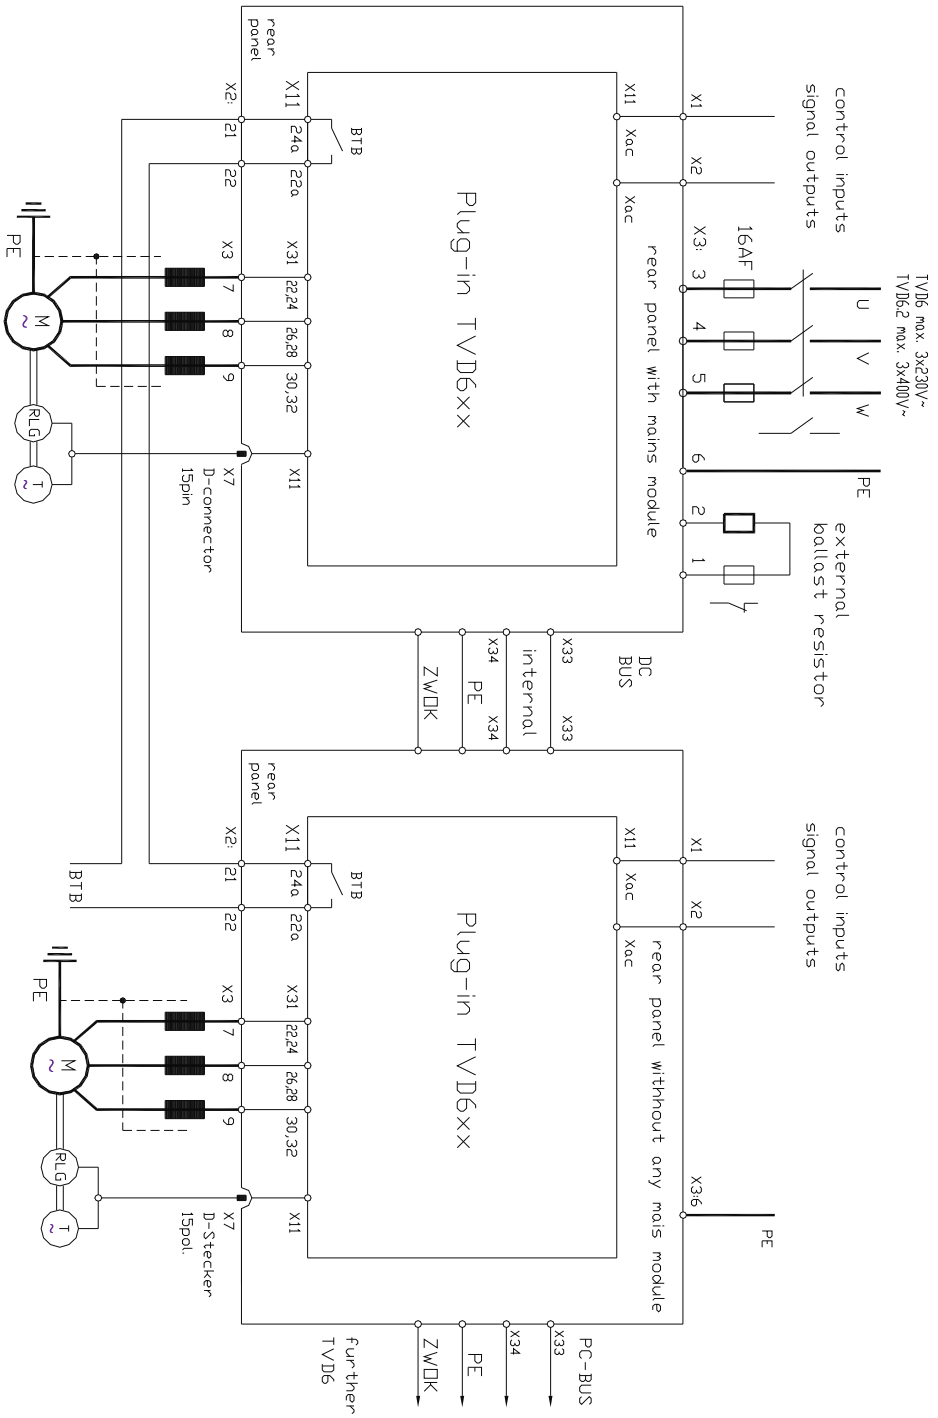 TVD6 max. 3x230V~
TVD6.2 max. 3x400V~
U
V
W
PE
control inputs
signal outputs
external
ballast resistor
control inputs
signal outputs
16AF
X1
X2
X3:
3
4
5
6
2
1
X1
X2
X3:6
PE
rear panel with mains module
rear panel withhout any mais module
X11
Xac
Xac
X11
Xac
Xac
DC
BUS
X33
X33
internal
X34
X34
PE
ZWOK
PC-BUS
X33
X34
PE
ZWOK
further
TVD6
Plug-in TVD6xx
Plug-in TVD6xx
BTB
BTB
X11
24a
22a
X31
22,24
26,28
30,32
X11
X11
24a
22a
X31
22,24
26,28
30,32
X11
rear
panel
rear
panel
X2:
21
22
X3
7
8
9
X7
D-connector
15pin
X2:
21
22
X3
7
8
9
X7
D-Stecker
15pol.
PE
M
~
RLG
T
~
BTB
PE
M
~
RLG
T
~